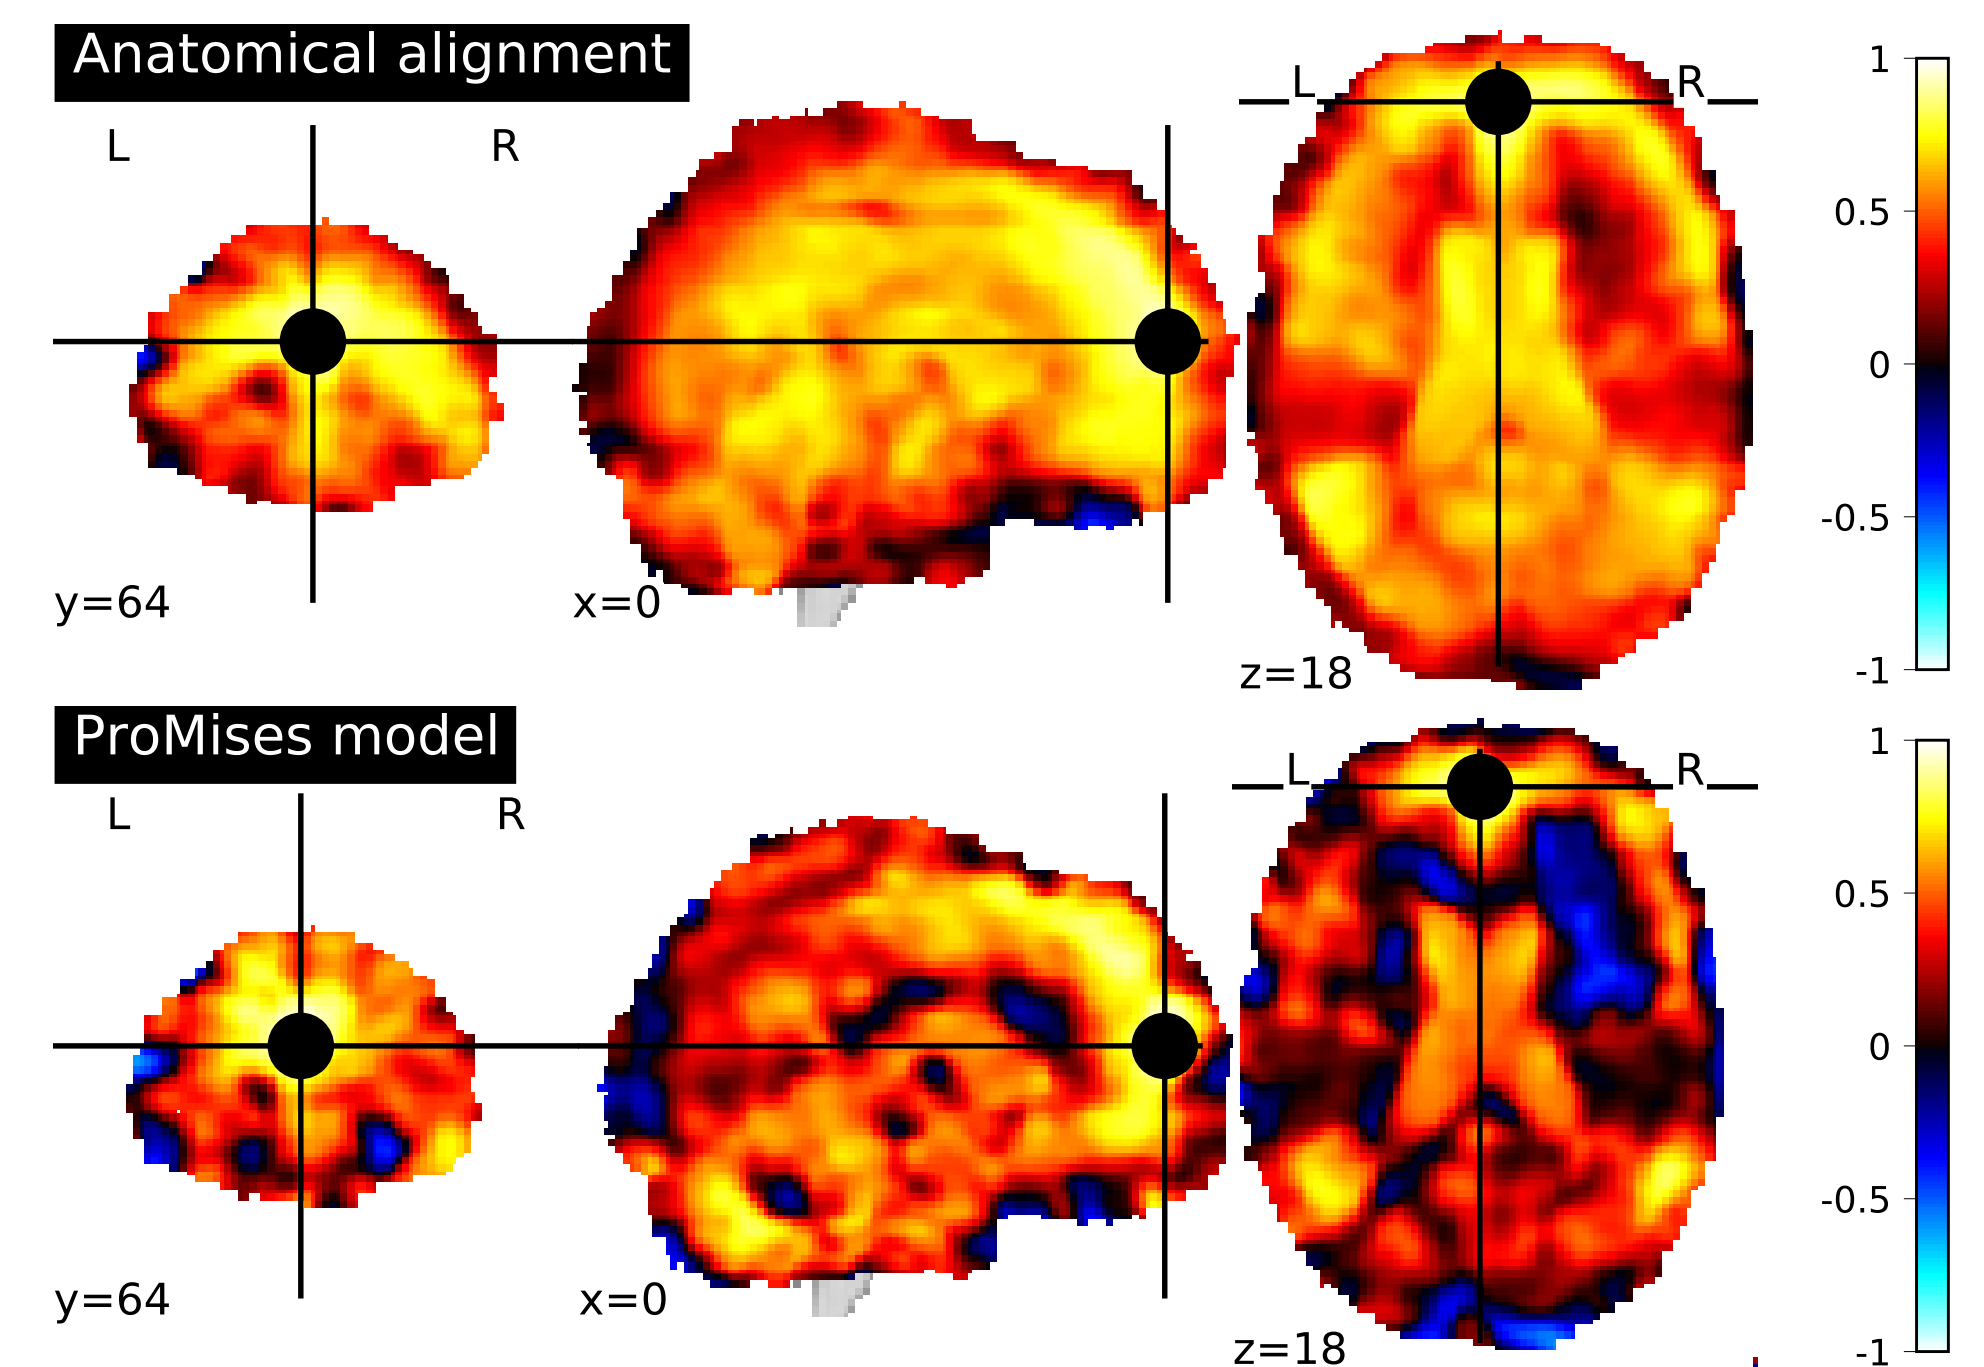 Anatomical alignment
L R
y=64
x=0
L R
z=18
1
0.5
0
-0.5
-1
ProMises model
L R
y=64
x=0
L R
z=18
1
0.5
0
-0.5
-1